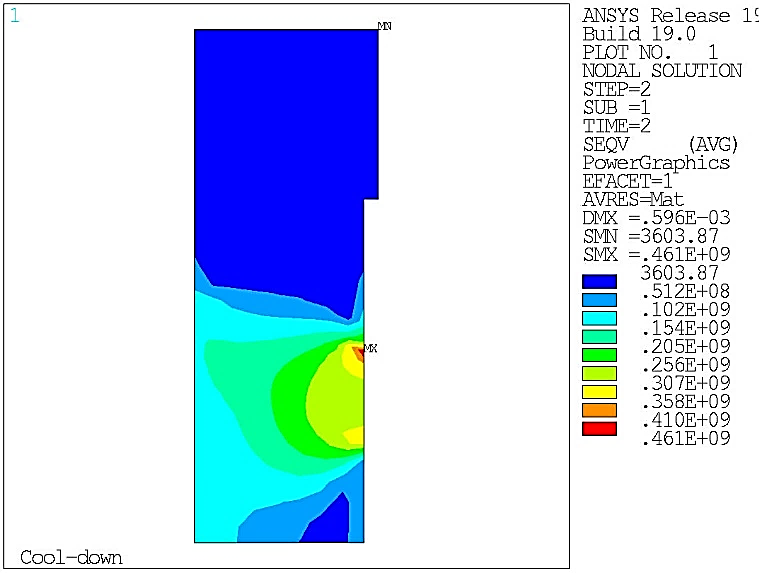 1
MN
MX
Cool-down
ANSYS Release 19
Build 19.0
PLOT NO. 1
NODAL SOLUTION
STEP=2
SUB =1
TIME=2
SEQV (AVG)
PowerGraphics
EFACET=1
AVRES=Mat
DMX =.596E-03
SMN =3603.87
SMX =.461E+09
3603.87
.512E+08
.102E+09
.154E+09
.205E+09
.256E+09
.307E+09
.358E+09
.410E+09
.461E+09